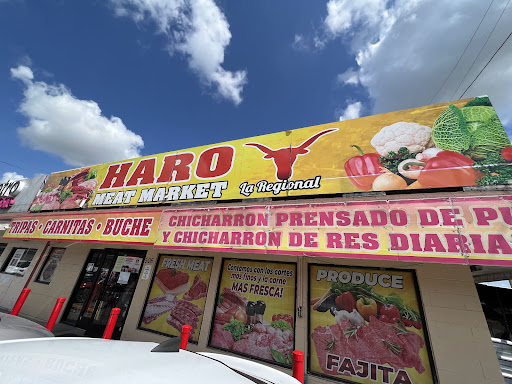 HARO
MEAT MARKET La Regional
TRIPAS • CARNITAS • BUCHE
CHICHARRON PRENSADO DE PU
Y CHICHARRON DE RES DIARIA
FRESH MEAT
Contamos con los cortes
mas finos y la carne
MAS FRESCA!
PRODUCE
FAJITA